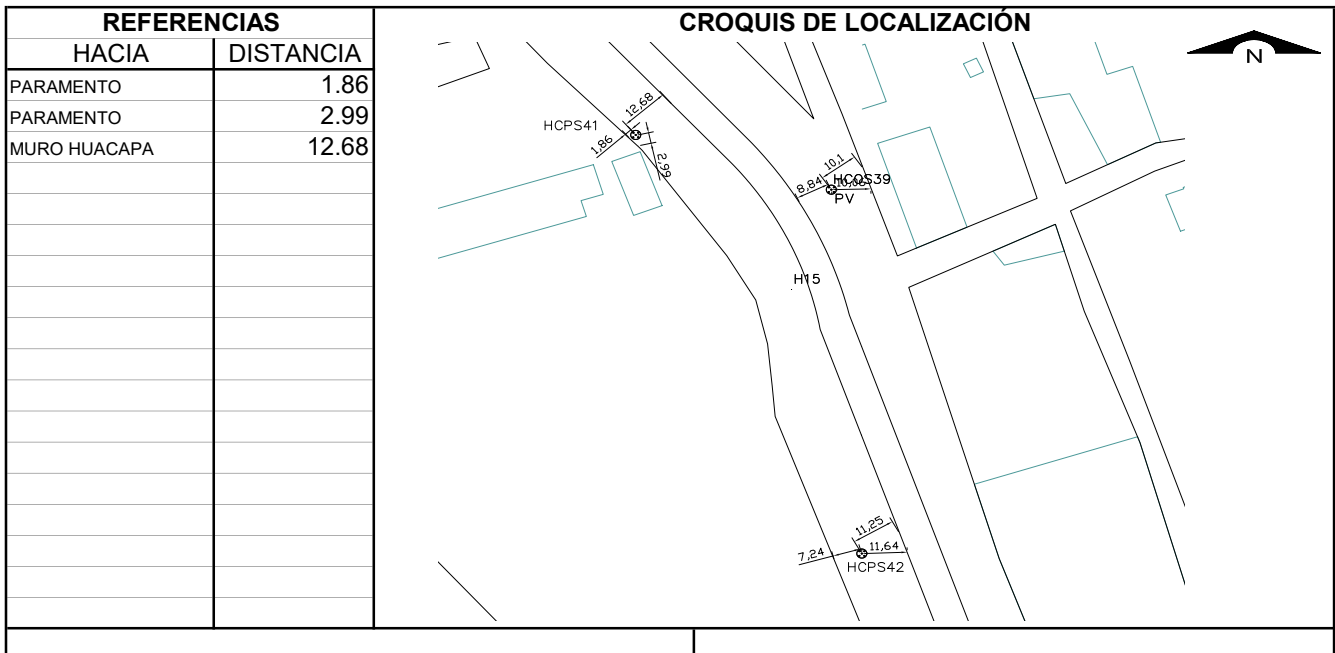 REFERENCIAS
HACIA DISTANCIA
PARAMENTO 1.86
PARAMENTO 2.99
MURO HUACAPA 12.68
CROQUIS DE LOCALIZACIÓN
N
12,68
HCPS41
1,86
2,99
10,1
8,84
HCOS39
PV
H15
11,25
7,24
11,64
HCPS42